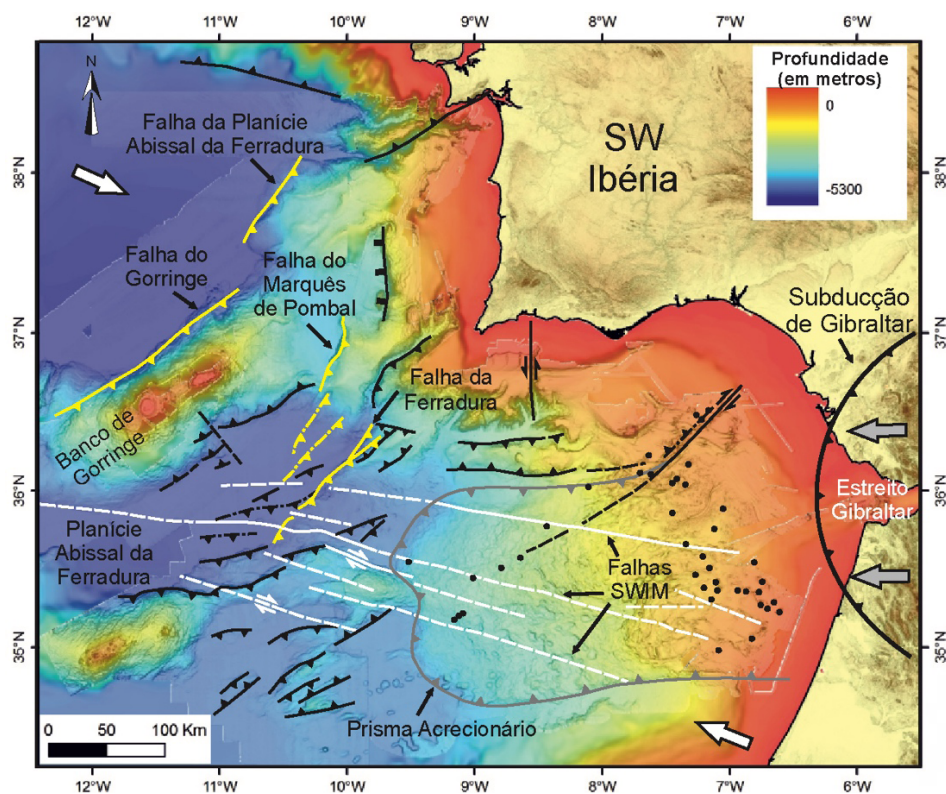 12°W 11°W 10°W 9°W 8°W 7°W 6°W
N
Profundidade
(em metros)
0
-5300
SW
Ibéria
Falha da Planície
Abissal da Ferradura
38°N
38°N
Falha do
Gorringe
Falha do
Marquês
de Pombal
Subducção
de Gibraltar
37°N
37°N
Falha da
Ferradura
Banco de
Gorringe
36°N
36°N
Estreito
Gibraltar
Planície
Abissal da
Ferradura
Falhas
SWIM
35°N
35°N
Prisma Acrecionário
0 50 100 Km
12°W 11°W 10°W 9°W 8°W 7°W 6°W